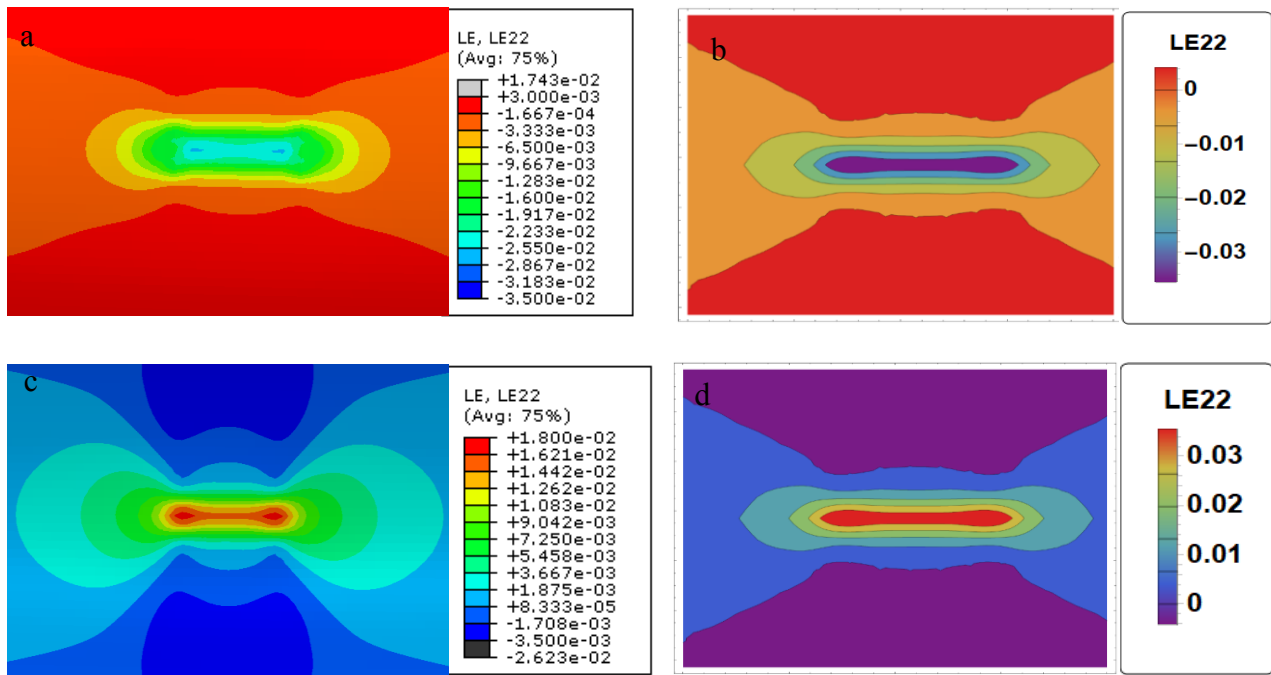 a
LE, LE22
(Avg: 75%)
+1.743e-02
+3.000e-03
-1.667e-04
-3.333e-03
-6.500e-03
-9.667e-03
-1.283e-02
-1.600e-02
-1.917e-02
-2.233e-02
-2.550e-02
-2.867e-02
-3.183e-02
-3.500e-02
b
LE22
0
−0.01
−0.02
−0.03
c
LE, LE22
(Avg: 75%)
+1.800e-02
+1.621e-02
+1.442e-02
+1.262e-02
+1.083e-02
+9.042e-03
+7.250e-03
+5.458e-03
+3.667e-03
+1.875e-03
+8.333e-05
-1.708e-03
-3.500e-03
-2.623e-02
d
LE22
0.03
0.02
0.01
0